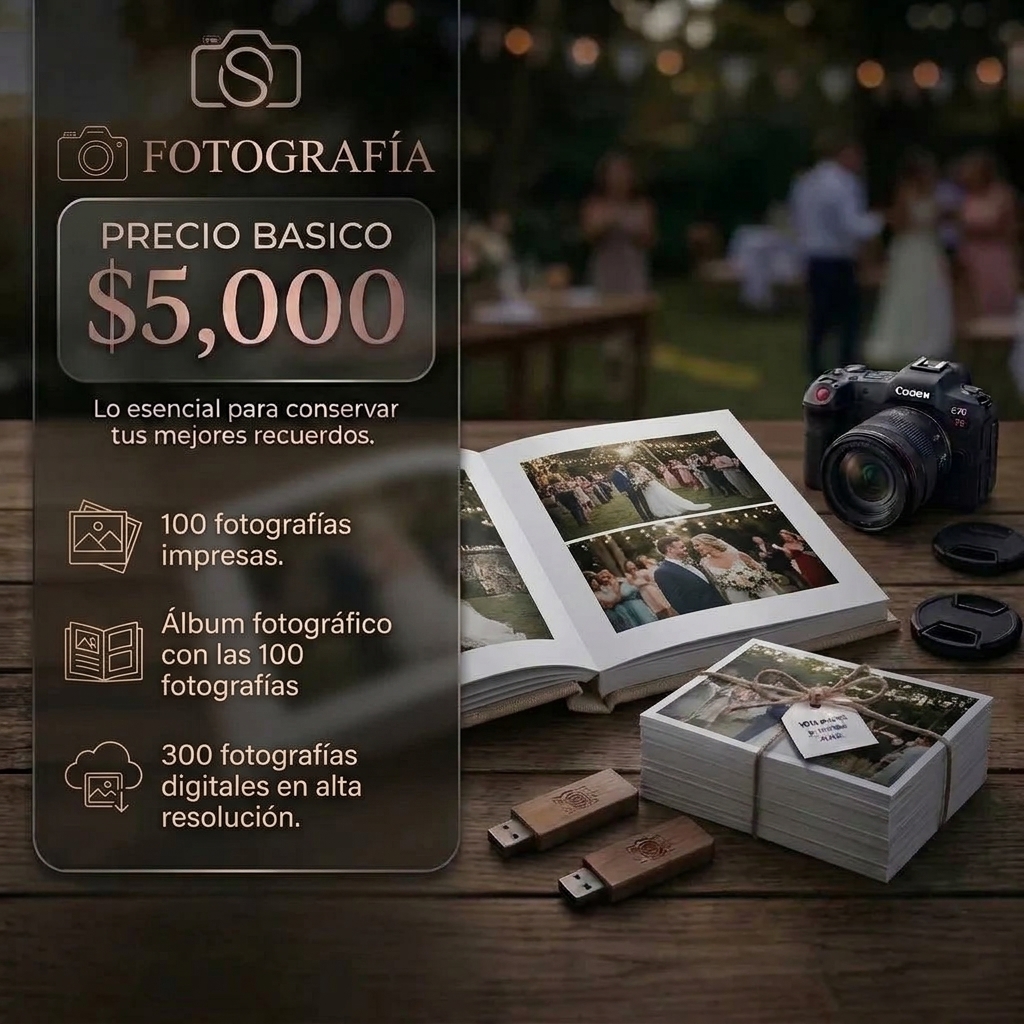 S
FOTOGRAFÍA
PRECIO BASICO
$5,000
Lo esencial para conservar
tus mejores recuerdos.
100 fotografías
impresas.
Álbum fotográfico
con las 100
fotografías
300 fotografías
digitales en alta
resolución.